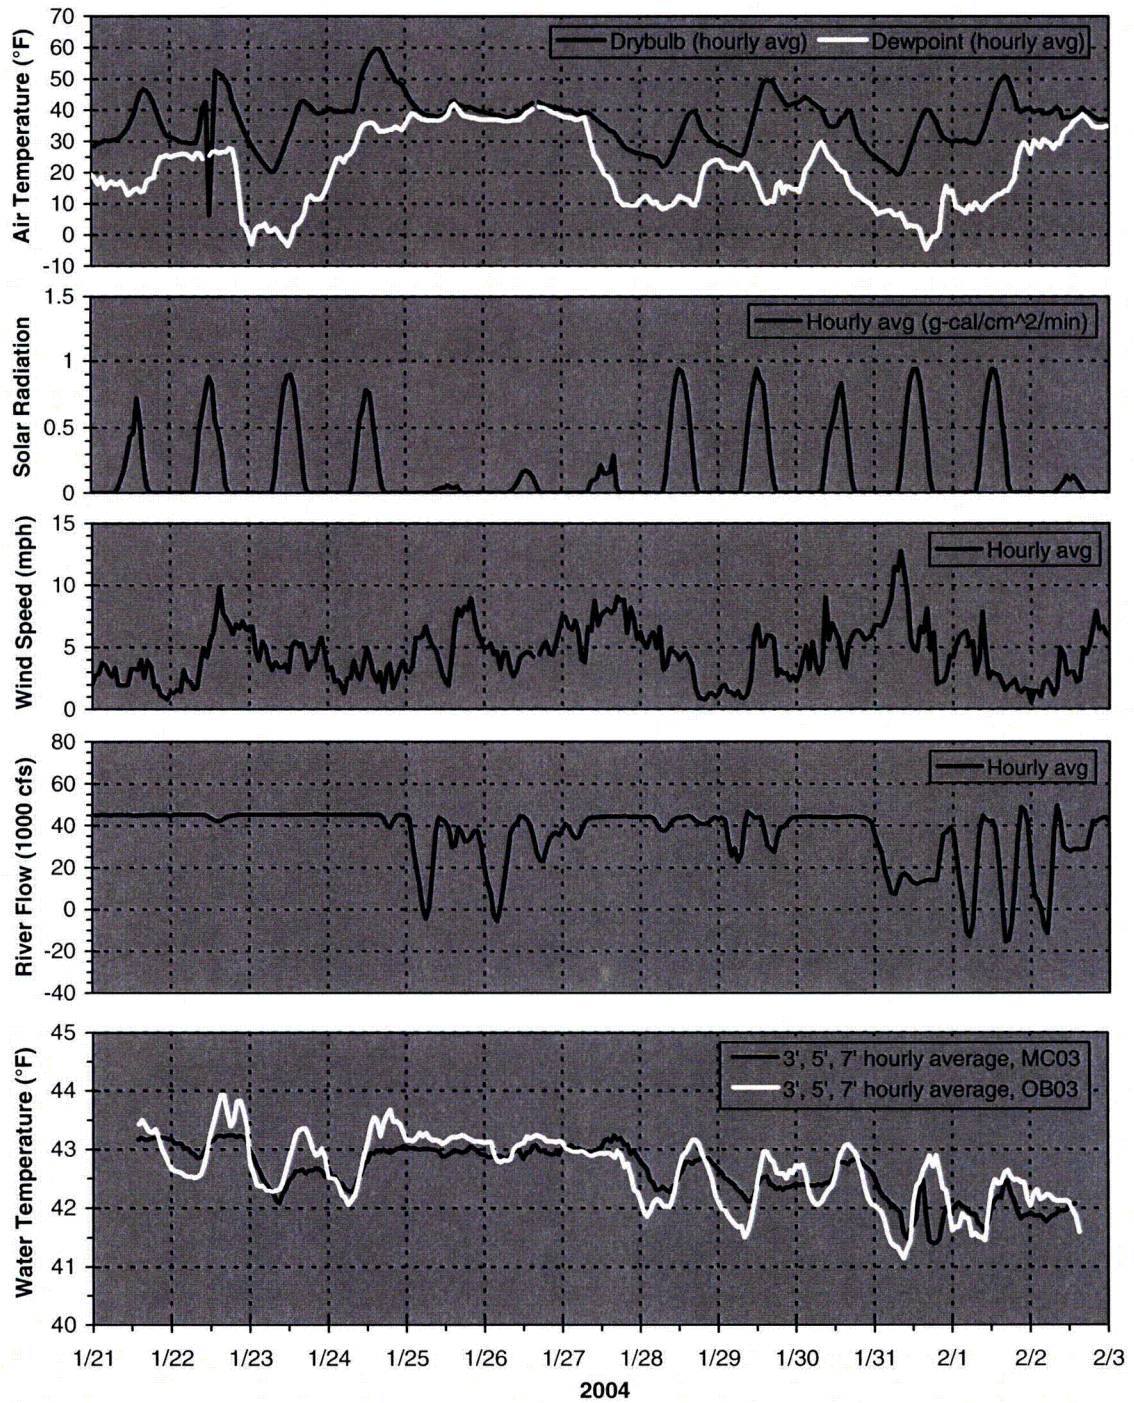 70
60
50
40
30
20
10
0
-10
Air Temperature (°F)
Drybulb (hourly avg) Dewpoint (hourly avg)
1.5
1
0.5
0
Solar Radiation
Hourly avg (g-cal/cm^2/min)
15
10
5
0
Wind Speed (mph)
Hourly avg
80
60
40
20
0
-20
-40
River Flow (1000 cfs)
Hourly avg
45
44
43
42
41
40
Water Temperature (°F)
3', 5', 7' hourly average, MC03
3', 5', 7' hourly average, OB03
1/21 1/22 1/23 1/24 1/25 1/26 1/27 1/28 1/29 1/30 1/31 2/1 2/2 2/3
2004